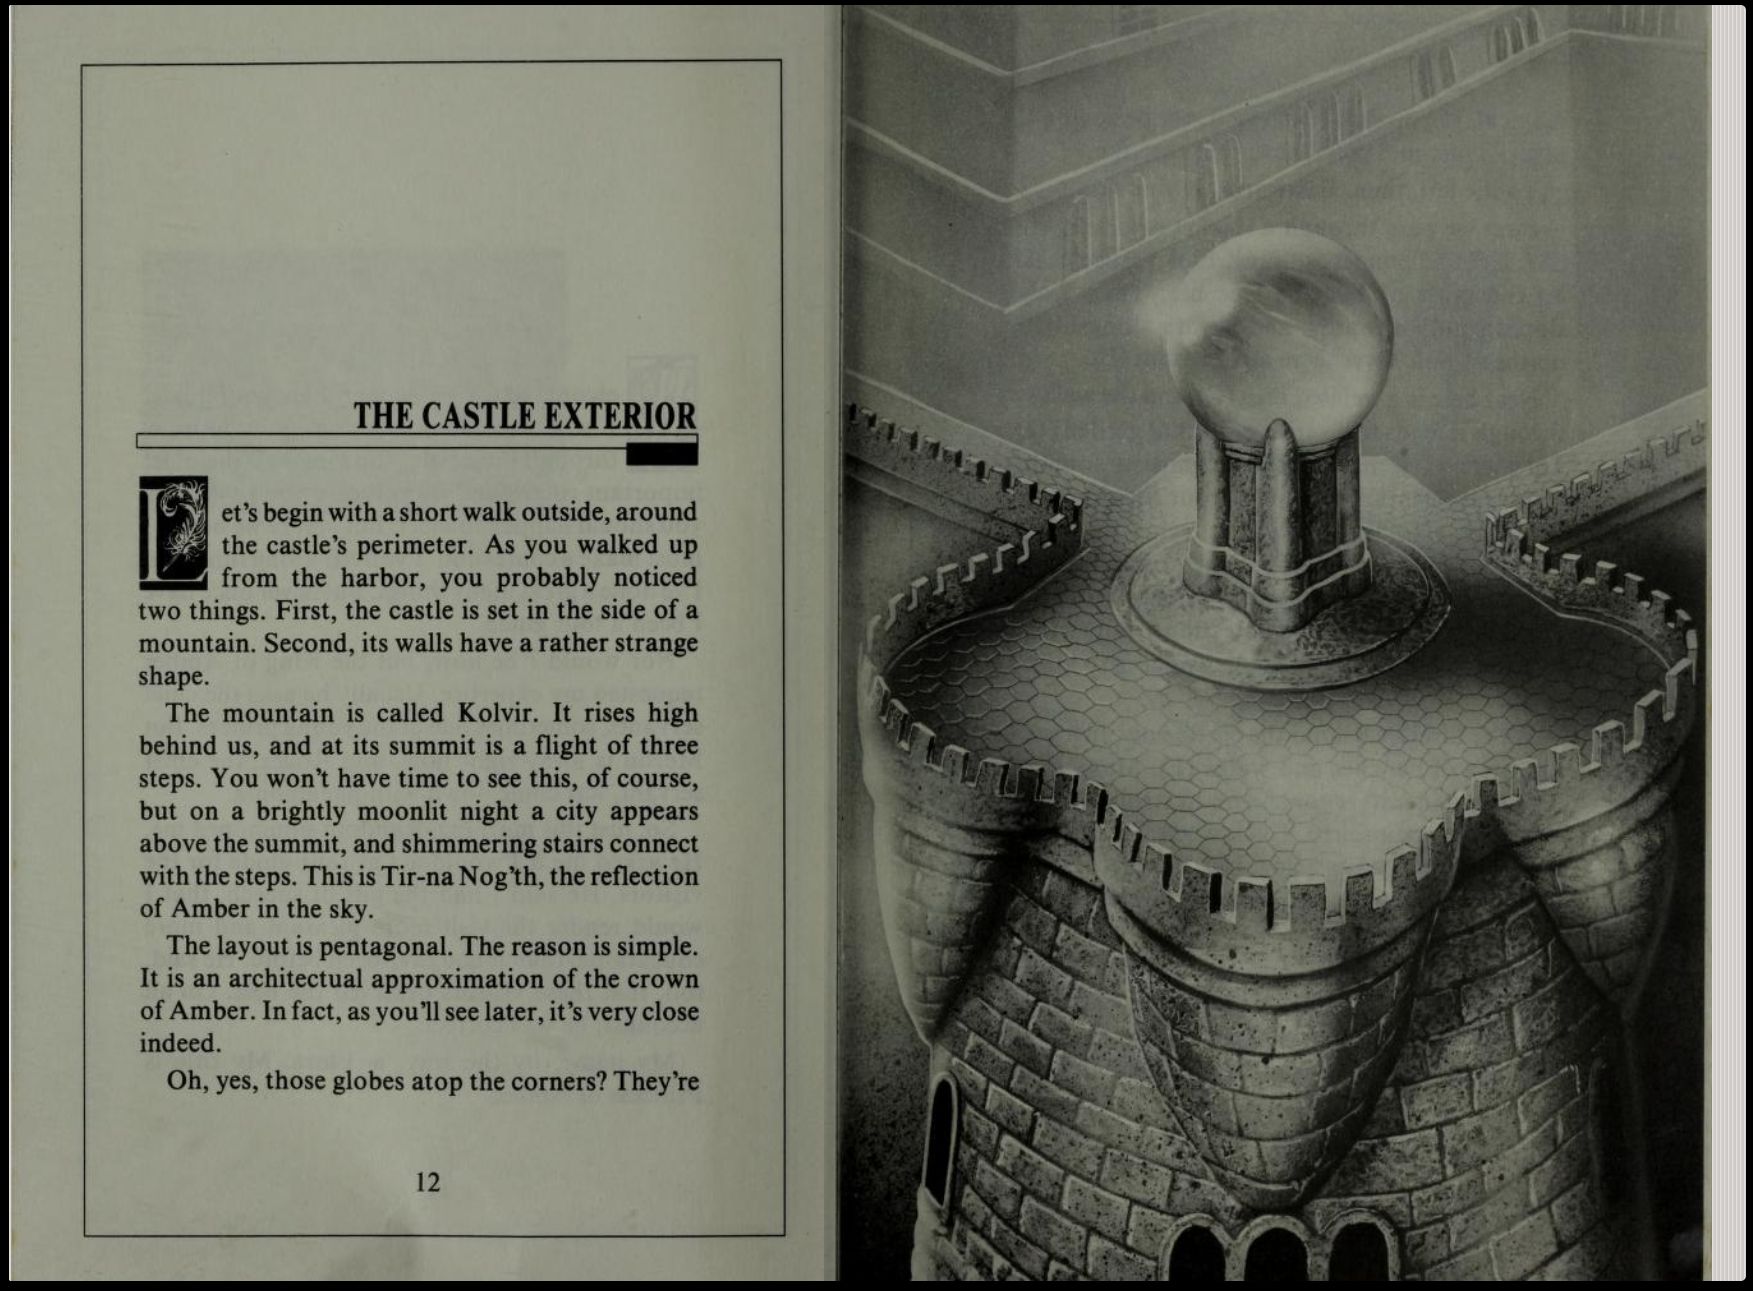 THE CASTLE EXTERIOR
Let's begin with a short walk outside, around
the castle's perimeter. As you walked up
from the harbor, you probably noticed
two things. First, the castle is set in the side of a
mountain. Second, its walls have a rather strange
shape.
The mountain is called Kolvir. It rises high
behind us, and at its summit is a flight of three
steps. You won't have time to see this, of course,
but on a brightly moonlit night a city appears
above the summit, and shimmering stairs connect
with the steps. This is Tir-na Nog'th, the reflection
of Amber in the sky.
The layout is pentagonal. The reason is simple.
It is an architectual approximation of the crown
of Amber. In fact, as you'll see later, it's very close
indeed.
Oh, yes, those globes atop the corners? They're
12